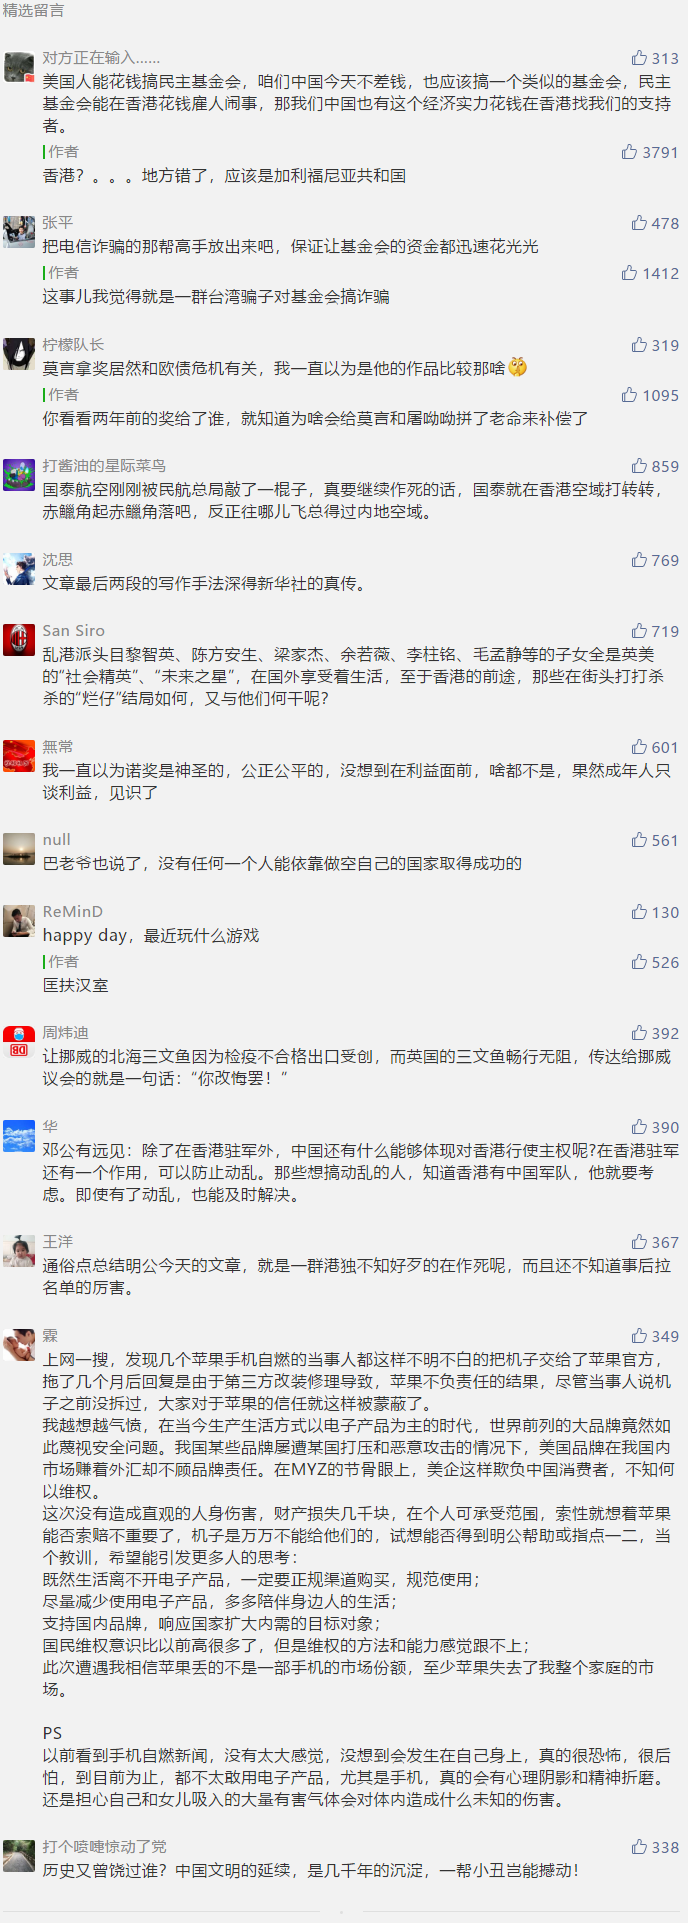 精选留言
对方正在输入…… 313
美国人能花钱搞民主基金会，咱们中国今天不差钱，也应该搞一个类似的基金会，民主
基金会能在香港花钱雇人闹事，那我们中国也有这个经济实力花钱在香港找我们的支持
者。
作者 3791
香港？。。。地方错了，应该是加利福尼亚共和国
张平 478
把电信诈骗的那帮高手放出来吧，保证让基金会的资金都迅速花光光
作者 1412
这事儿我觉得就是一群台湾骗子对基金会搞诈骗
柠檬队长 319
莫言拿奖居然和欧债危机有关，我一直以为是他的作品比较那啥
作者 1095
你看看两年前的奖给了谁，就知道为啥会给莫言和屠呦呦拼了老命来补偿了
打酱油的星际菜鸟 859
国泰航空刚刚被民航总局敲了一棍子，真要继续作死的话，国泰就在香港空域打转转，
赤鱲角起赤鱲角落吧，反正往哪儿飞总得过内地空域。
沈思 769
文章最后两段的写作手法深得新华社的真传。
San Siro 719
乱港派头目黎智英、陈方安生、梁家杰、余若薇、李柱铭、毛孟静等的子女全是英美
的“社会精英”、“未来之星”，在国外享受着生活，至于香港的前途，那些在街头打打杀
杀的“烂仔”结局如何，又与他们何干呢？
無常 601
我一直以为诺奖是神圣的，公正公平的，没想到在利益面前，啥都不是，果然成年人只
谈利益，见识了
null 561
巴老爷也说了，没有任何一个人能依靠做空自己的国家取得成功的
ReMinD 130
happy day，最近玩什么游戏
作者 526
匡扶汉室
周炜迪 392
让挪威的北海三文鱼因为检疫不合格出口受创，而英国的三文鱼畅行无阻，传达给挪威
议会的就是一句话：“你改悔罢！”
华 390
邓公有远见：除了在香港驻军外，中国还有什么能够体现对香港行使主权呢?在香港驻军
还有一个作用，可以防止动乱。那些想搞动乱的人，知道香港有中国军队，他就要考
虑。即使有了动乱，也能及时解决。
王洋 367
通俗点总结明公今天的文章，就是一群港独不知好歹的在作死呢，而且还不知道事后拉
名单的厉害。
霖 349
上网一搜，发现几个苹果手机自燃的当事人都这样不明不白的把机子交给了苹果官方，
拖了几个月后回复是由于第三方改装修理导致，苹果不负责任的结果，尽管当事人说机
子之前没拆过，大家对于苹果的信任就这样被蒙蔽了。
我越想越气愤，在当今生产生活方式以电子产品为主的时代，世界前列的大品牌竟然如
此蔑视安全问题。我国某些品牌屡遭某国打压和恶意攻击的情况下，美国品牌在我国内
市场赚着外汇却不顾品牌责任。在MYZ的节骨眼上，美企这样欺负中国消费者，不知何
以维权。
这次没有造成直观的人身伤害，财产损失几千块，在个人可承受范围，索性就想着苹果
能否索赔不重要了，机子是万万不能给他们的，试想能否得到明公帮助或指点一二，当
个教训，希望能引发更多人的思考：
既然生活离不开电子产品，一定要正规渠道购买，规范使用；
尽量减少使用电子产品，多多陪伴身边人的生活；
支持国内品牌，响应国家扩大内需的目标对象；
国民维权意识比以前高很多了，但是维权的方法和能力感觉跟不上；
此次遭遇我相信苹果丢的不是一部手机的市场份额，至少苹果失去了我整个家庭的市
场。
PS
以前看到手机自燃新闻，没有太大感觉，没想到会发生在自己身上，真的很恐怖，很后
怕，到目前为止，都不太敢用电子产品，尤其是手机，真的会有心理阴影和精神折磨。
还是担心自己和女儿吸入的大量有害气体会对体内造成什么未知的伤害。
打个喷嚏惊动了党 338
历史又曾饶过谁？中国文明的延续，是几千年的沉淀，一帮小丑岂能撼动！